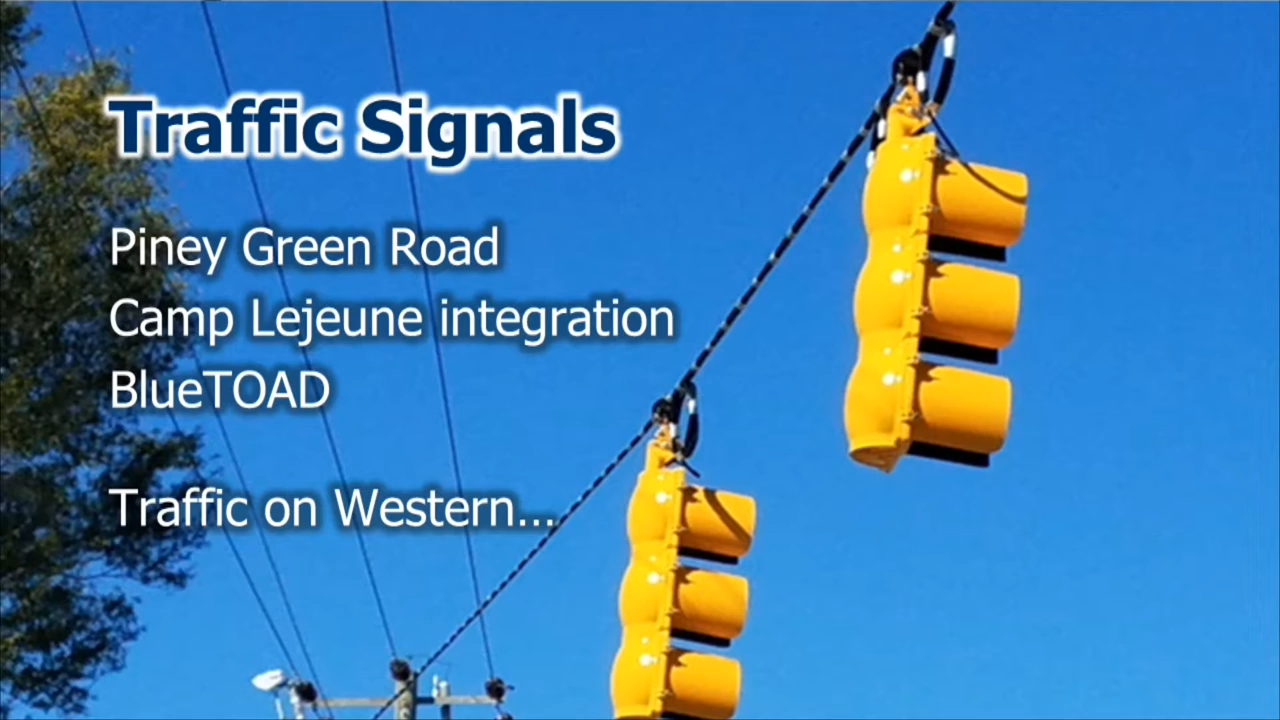 Traffic Signals
Piney Green Road
Camp Lejeune integration
BlueTOAD
Traffic on Western...